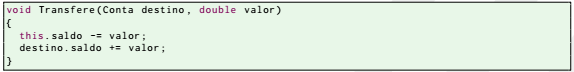 void Transfere(Conta destino, double valor)
{
  this.saldo -= valor;
  destino.saldo += valor;
}